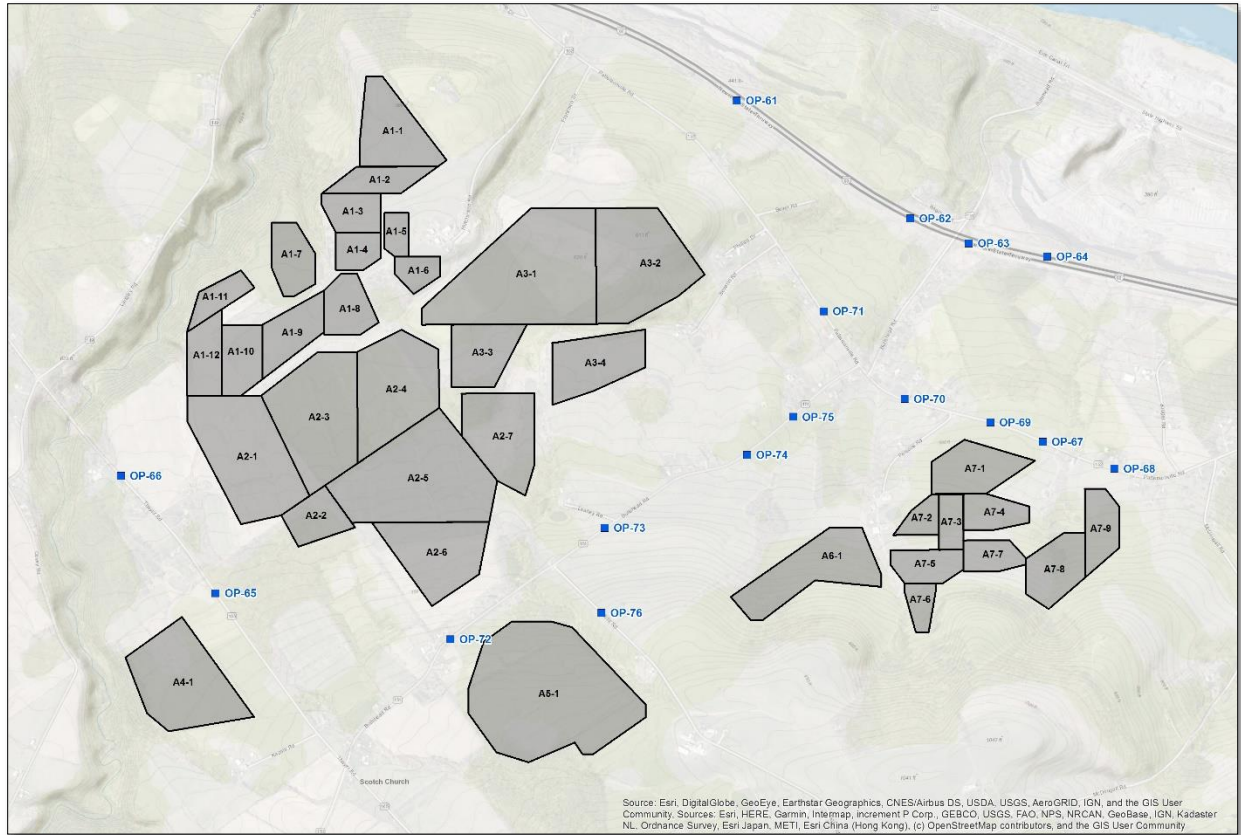 OP-61
A1-1
A1-2
A1-3
A1-5
OP-62
A1-4
OP-63
A1-7
OP-64
A1-6
A3-1
A3-2
A1-11
A1-8
OP-71
A1-9
A1-12
A1-10
A3-3
A3-4
A2-4
OP-70
A2-3
OP-75
OP-69
A2-7
OP-67
OP-74
A2-1
A7-1
OP-68
OP-66
A2-5
A7-4
A2-2
A7-2
A7-3
OP-73
A7-9
A2-6
A6-1
A7-7
A7-5
A7-8
OP-65
A7-6
OP-76
OP-72
A4-1
A5-1
Scotch Church
Source: Esri, DigitalGlobe, GeoEye, Earthstar Geographics, CNES/Airbus DS, USDA, USGS, AeroGRID, IGN, and the GIS User
Community, Sources: Esri, HERE, Garmin, Intermap, increment P Corp., GEBCO, USGS, FAO, NPS, NRCAN, GeoBase, IGN, Kadaster
NL, Ordnance Survey, Esri Japan, METI, Esri China (Hong Kong), (c) OpenStreetMap contributors, and the GIS User Community